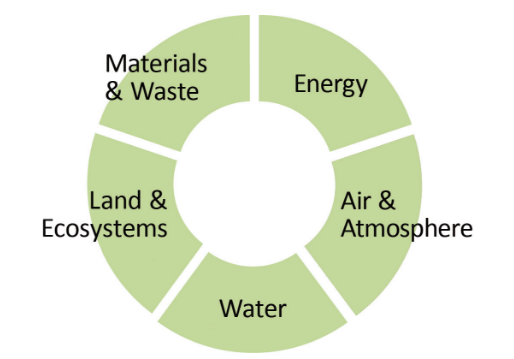 Materials
& Waste
Energy
Land &
Ecosystems
Air &
Atmosphere
Water